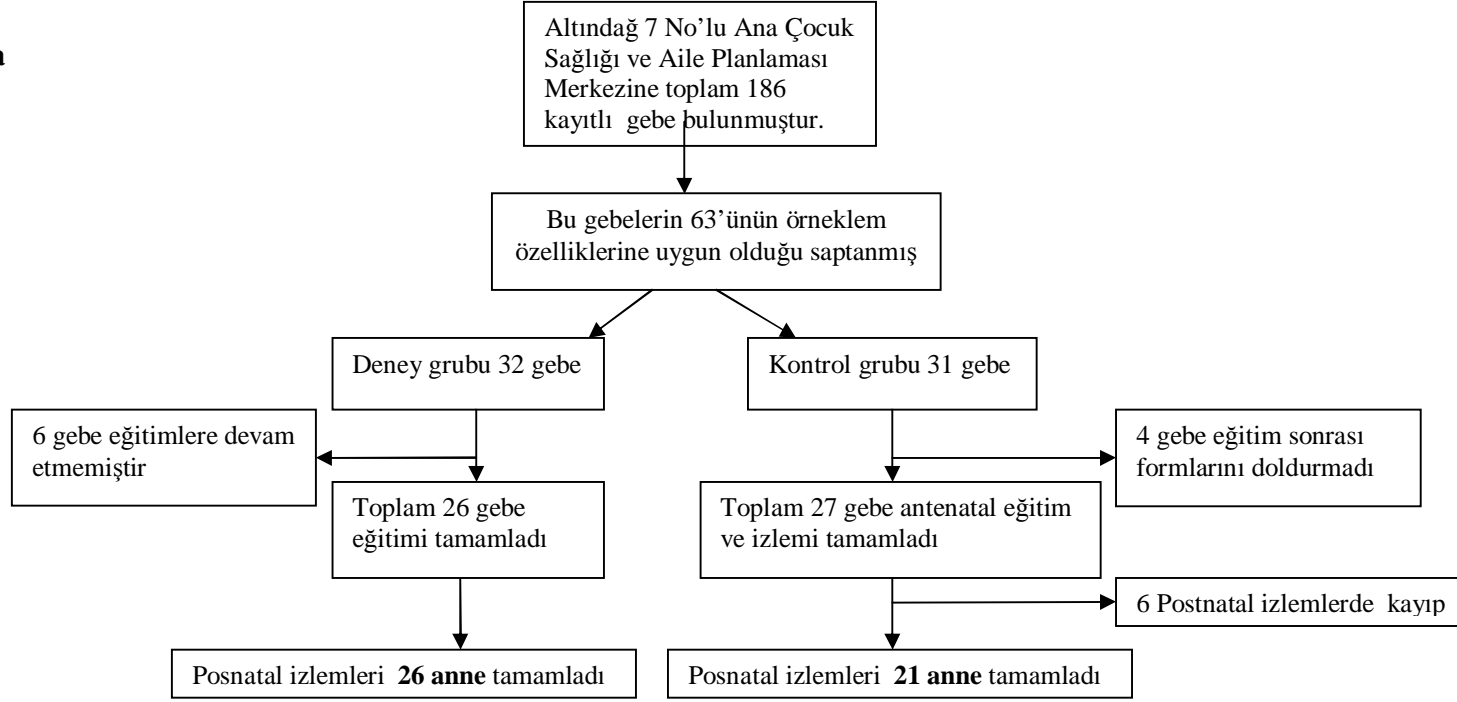 a
Altındağ 7 No’lu Ana Çocuk
Sağlığı ve Aile Planlaması
Merkezine toplam 186
kayıtlı gebe bulunmuştur.
Bu gebelerin 63’ünün örneklem
özelliklerine uygun olduğu saptanmış
Deney grubu 32 gebe
Kontrol grubu 31 gebe
6 gebe eğitimlere devam
etmemiştir
4 gebe eğitim sonrası
formlarını doldurmadı
Toplam 26 gebe
eğitimi tamamladı
Toplam 27 gebe antenatal eğitim
ve izlemi tamamladı
6 Postnatal izlemlerde kayıp
Posnatal izlemleri 26 anne tamamladı
Posnatal izlemleri 21 anne tamamladı